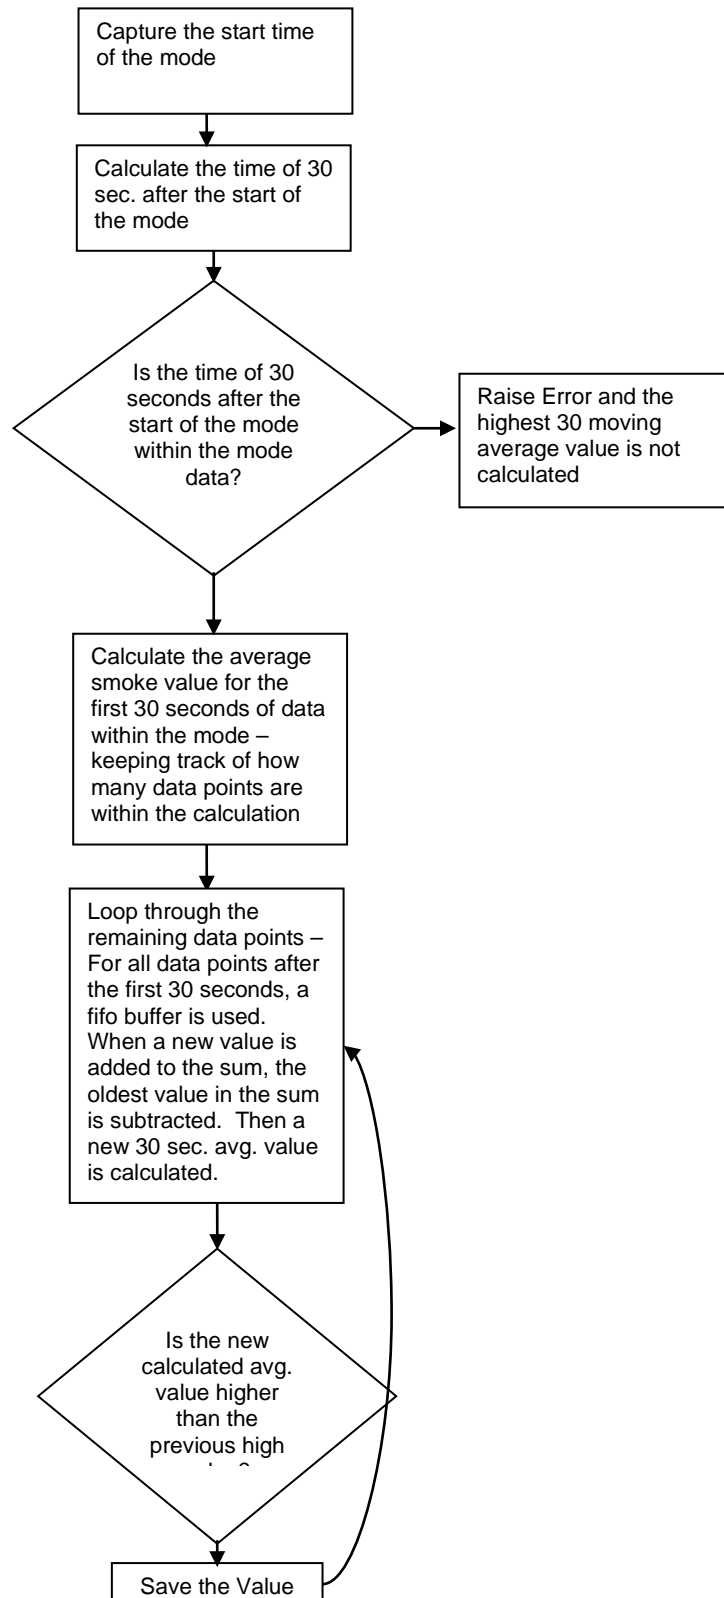 Capture the start time
of the mode
Calculate the time of 30
sec. after the start of
the mode
Is the time of 30
seconds after the
start of the mode
within the mode
data?
Raise Error and the
highest 30 moving
average value is not
calculated
Calculate the average
smoke value for the
first 30 seconds of data
within the mode –
keeping track of how
many data points are
within the calculation
Loop through the
remaining data points –
For all data points after
the first 30 seconds, a
fifo buffer is used.
When a new value is
added to the sum, the
oldest value in the sum
is subtracted.  Then a
new 30 sec. avg. value
is calculated.
Is the new
calculated avg.
value higher
than the
previous high
Save the Value